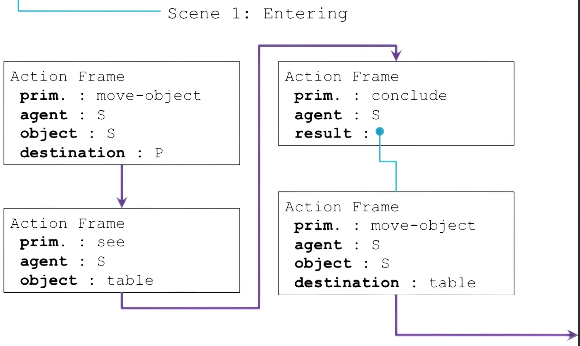 Scene 1: Entering
Action Frame
prim. : move-object
agent : S
object : S
destination : P
Action Frame
prim. : see
agent : S
object : table
Action Frame
prim. : conclude
agent : S
result :
Action Frame
prim. : move-object
agent : S
object : S
destination : table